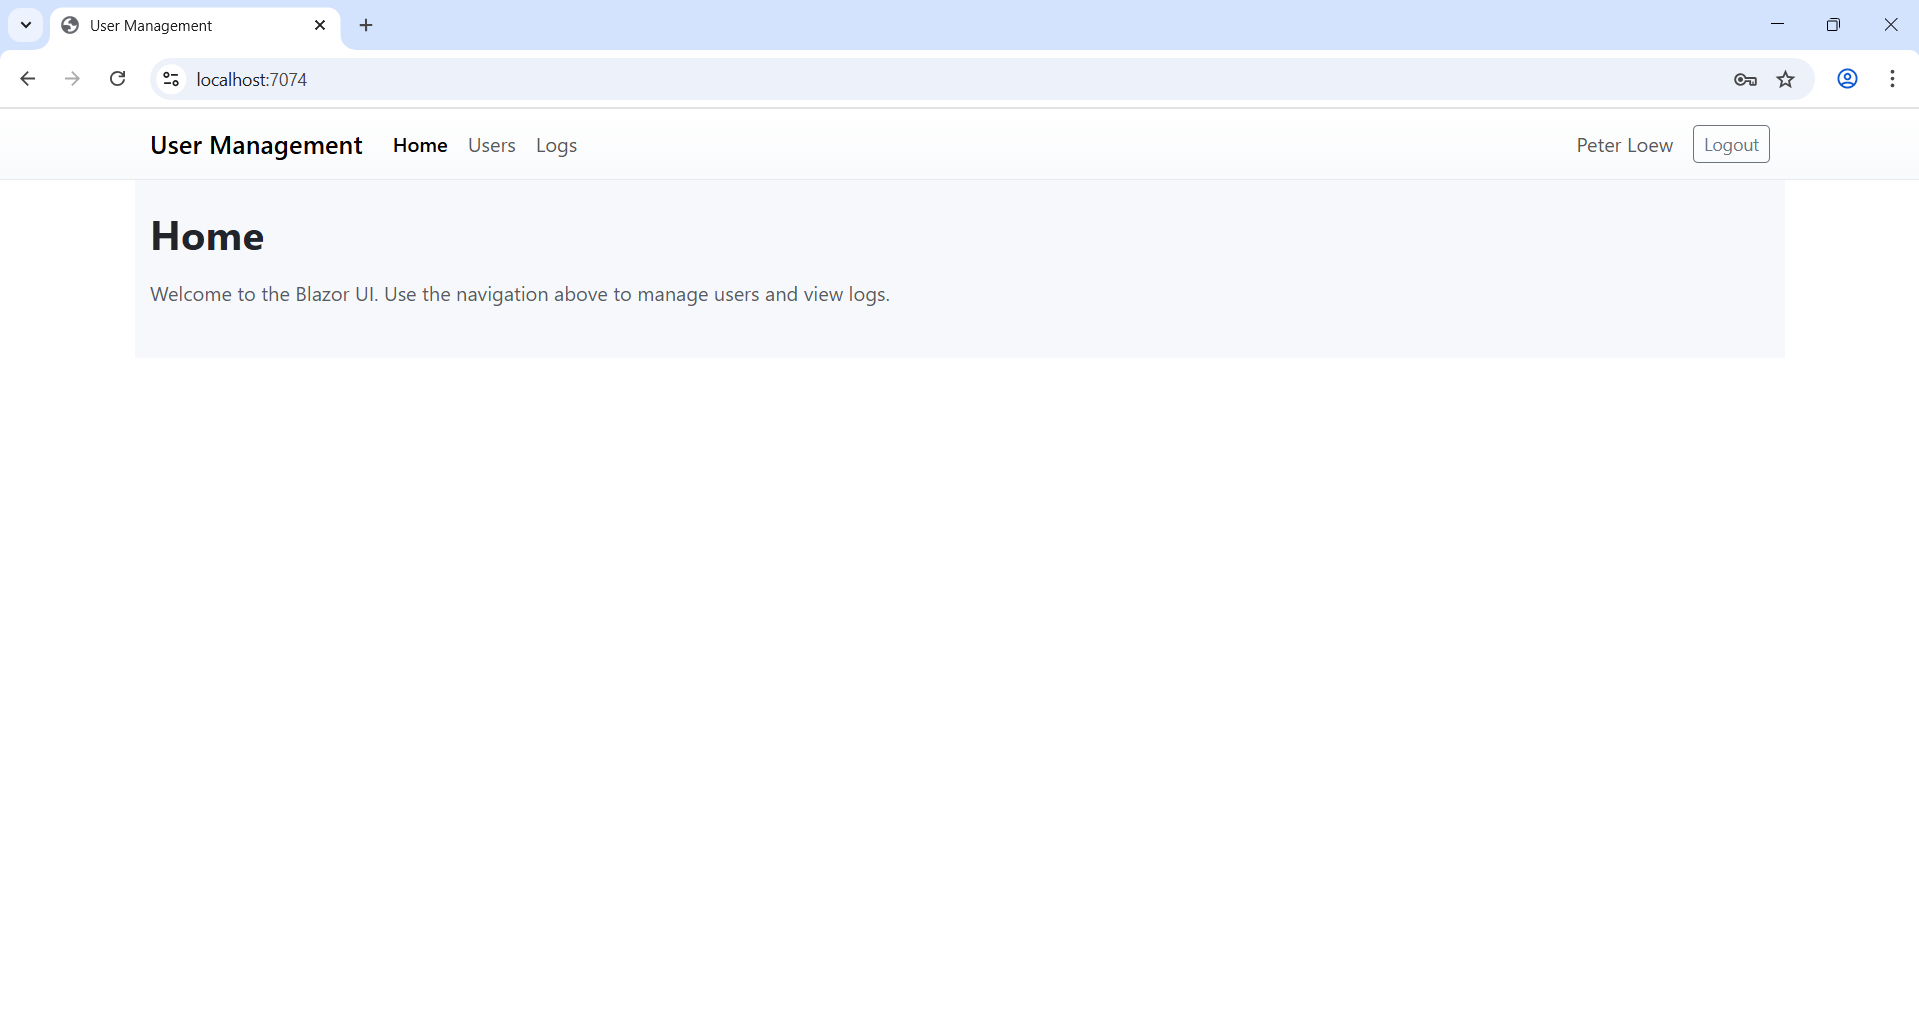 User Management
localhost:7074
User Management Home Users Logs Peter Loew Logout
Home
Welcome to the Blazor UI. Use the navigation above to manage users and view logs.